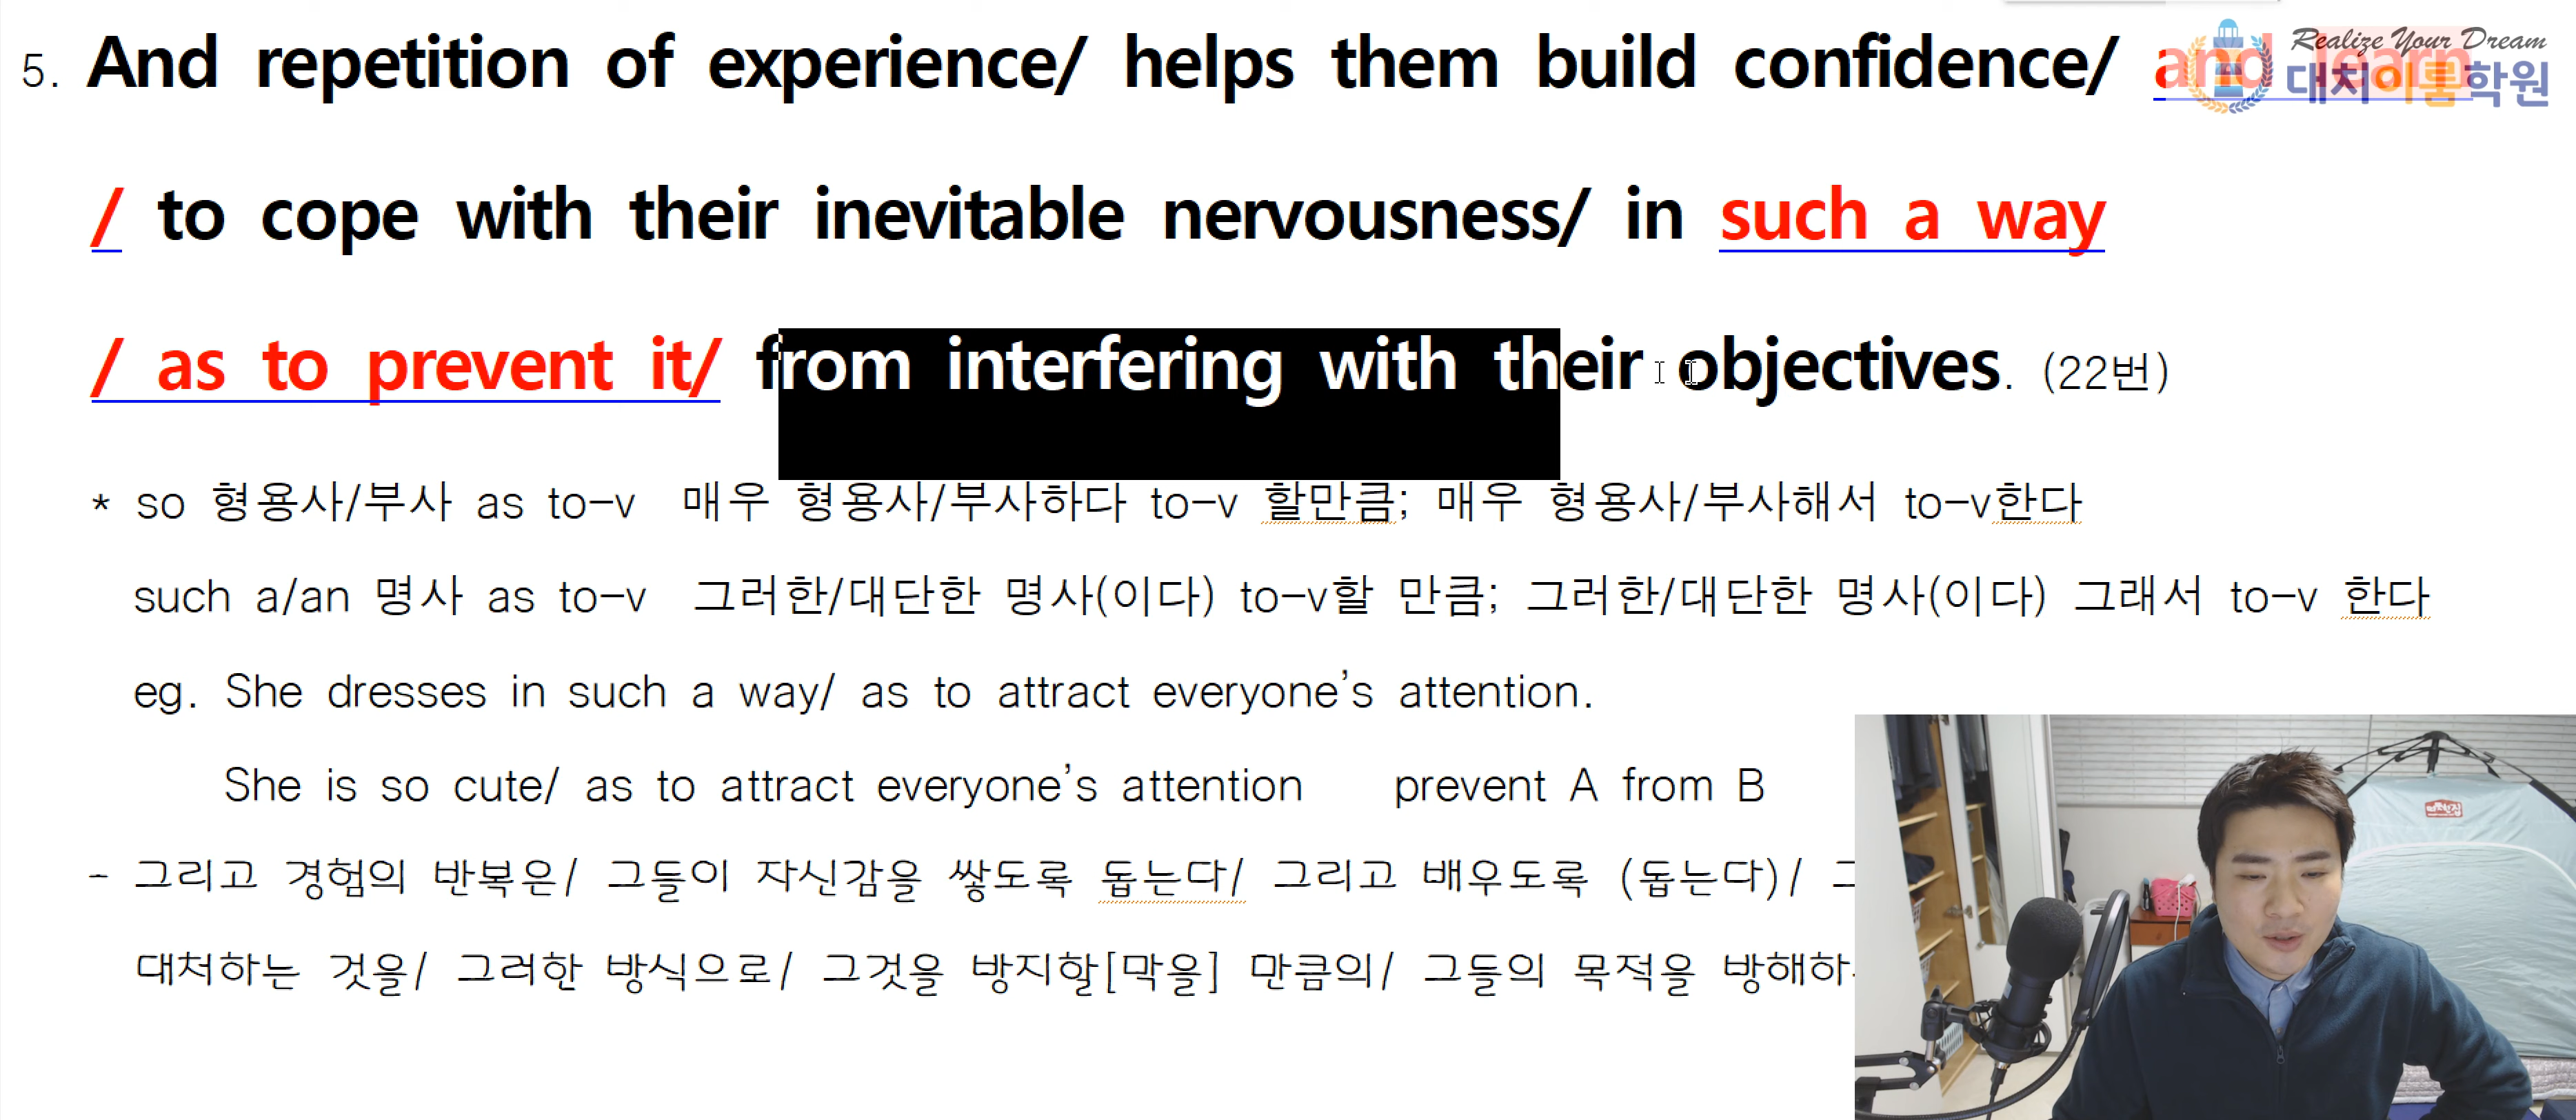 5. And repetition of experience/ helps them build confidence/ and learn
Realize Your Dream
대치이룸학원
/ to cope with their inevitable nervousness/ in such a way
/ as to prevent it/ from interfering with their objectives. (22번)
* so 형용사/부사 as to-v 매우 형용사/부사하다 to-v 할만큼; 매우 형용사/부사해서 to-v한다
such a/an 명사 as to-v 그러한/대단한 명사(이다) to-v할 만큼; 그러한/대단한 명사(이다) 그래서 to-v 한다
eg. She dresses in such a way/ as to attract everyone's attention.
She is so cute/ as to attract everyone's attention prevent A from B
- 그리고 경험의 반복은/ 그들이 자신감을 쌓도록 돕는다/ 그리고 배우도록 (돕는다)/
대처하는 것을/ 그러한 방식으로/ 그것을 방지할[막을] 만큼의/ 그들의 목적을 방해하